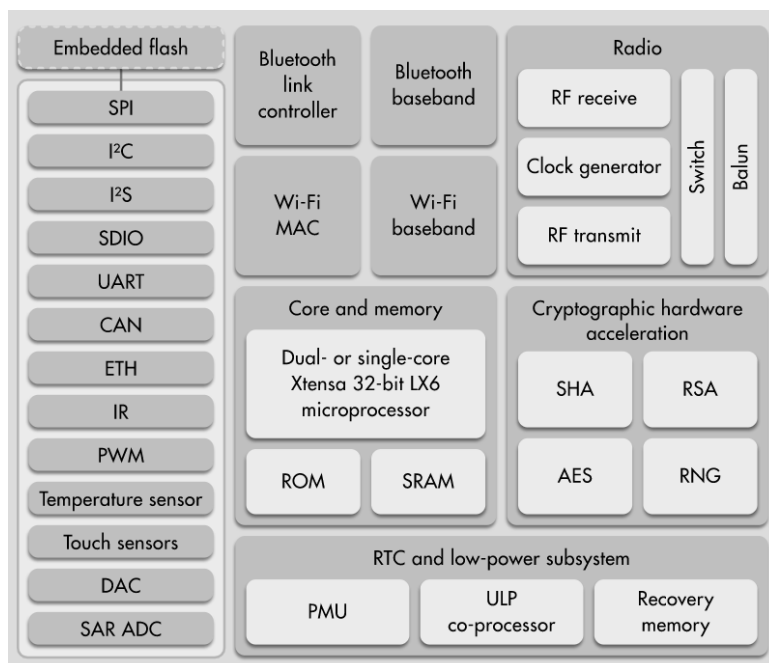 Embedded flash
SPI
I²C
I²S
SDIO
UART
CAN
ETH
IR
PWM
Temperature sensor
Touch sensors
DAC
SAR ADC
Bluetooth
link
controller
Bluetooth
baseband
Wi-Fi
MAC
Wi-Fi
baseband
Radio
RF receive
Clock generator
RF transmit
Switch
Balun
Core and memory
Dual- or single-core
Xtensa 32-bit LX6
microprocessor
ROM
SRAM
Cryptographic hardware
acceleration
SHA
RSA
AES
RNG
RTC and low-power subsystem
PMU
ULP
co-processor
Recovery
memory